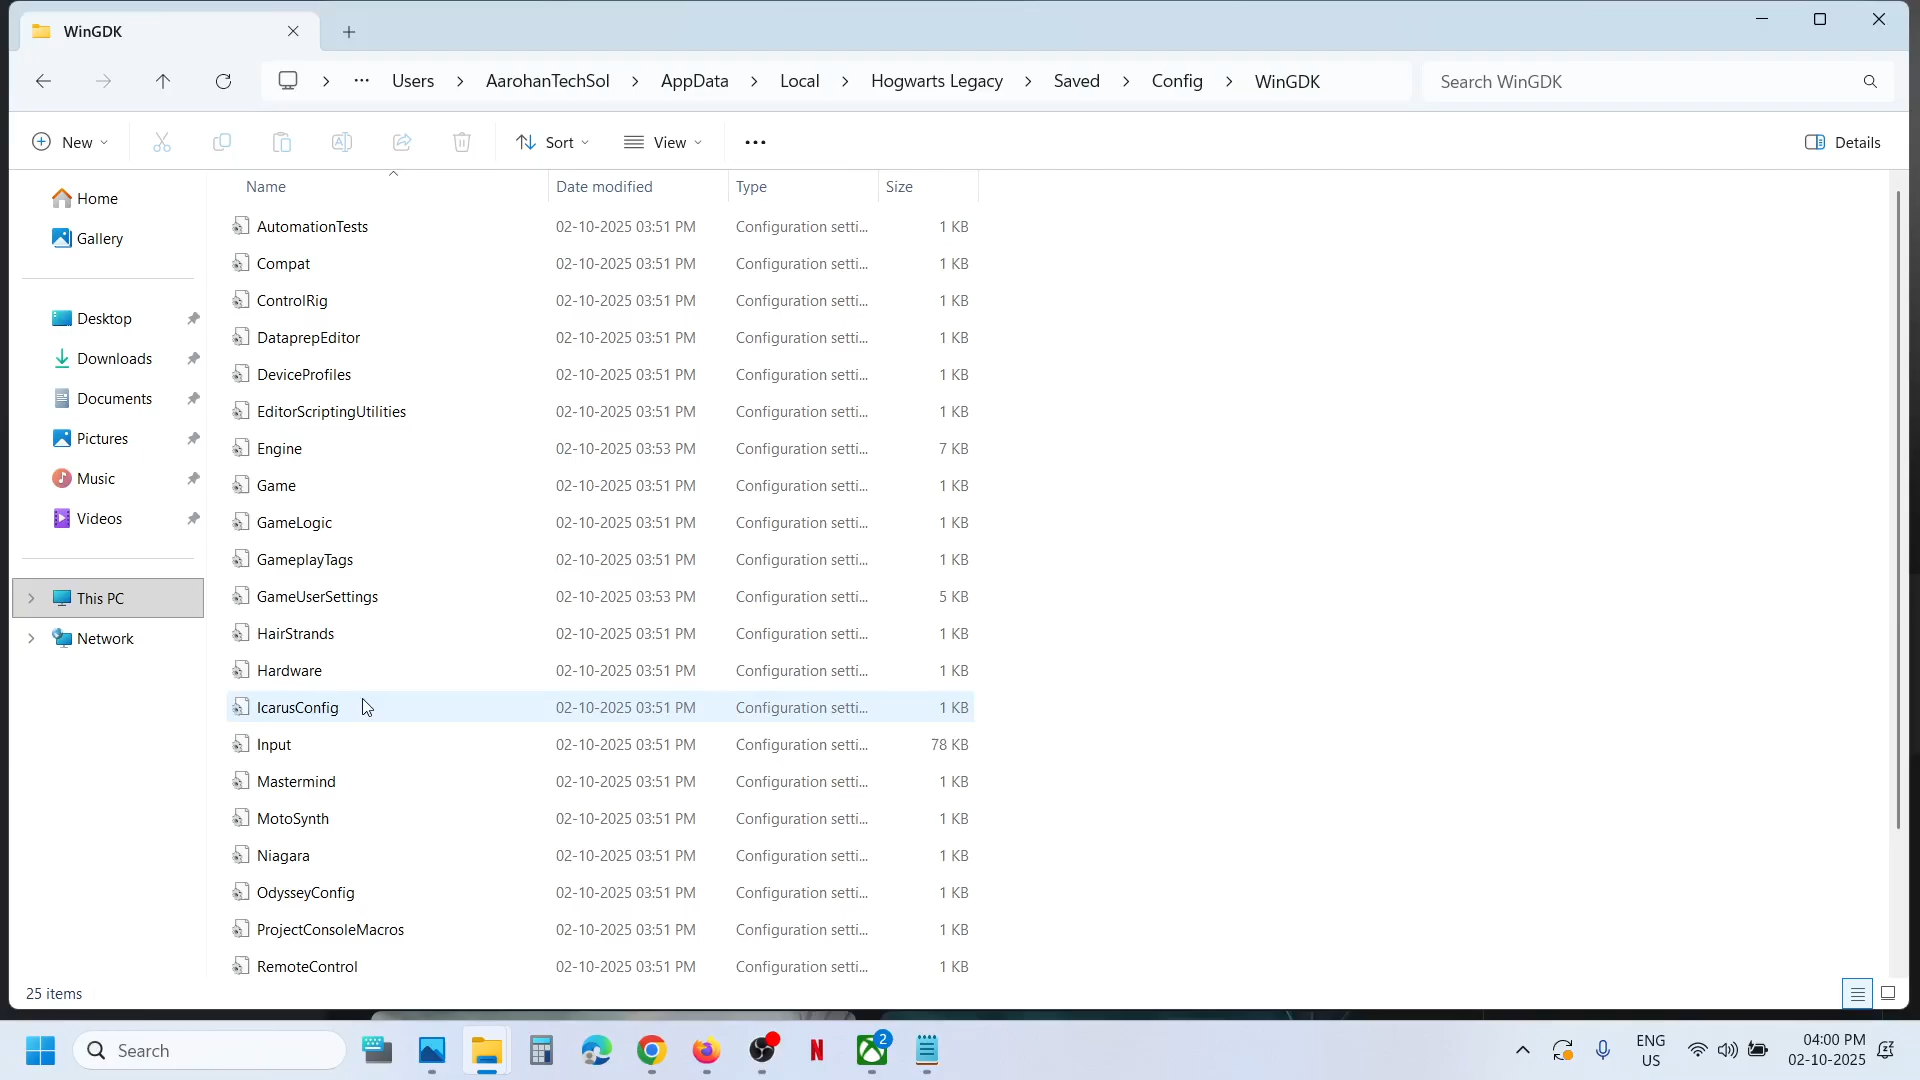 WinGDK
Users > AarohanTechSol > AppData > Local > Hogwarts Legacy > Saved > Config > WinGDK
Search WinGDK
New
Sort
View
Details
Name Date modified Type Size
Home
Gallery
Desktop
Downloads
Documents
Pictures
Music
Videos
This PC
Network
AutomationTests 02-10-2025 03:51 PM Configuration setti... 1 KB
Compat 02-10-2025 03:51 PM Configuration setti... 1 KB
ControlRig 02-10-2025 03:51 PM Configuration setti... 1 KB
DataprepEditor 02-10-2025 03:51 PM Configuration setti... 1 KB
DeviceProfiles 02-10-2025 03:51 PM Configuration setti... 1 KB
EditorScriptingUtilities 02-10-2025 03:51 PM Configuration setti... 1 KB
Engine 02-10-2025 03:53 PM Configuration setti... 7 KB
Game 02-10-2025 03:51 PM Configuration setti... 1 KB
GameLogic 02-10-2025 03:51 PM Configuration setti... 1 KB
GameplayTags 02-10-2025 03:51 PM Configuration setti... 1 KB
GameUserSettings 02-10-2025 03:53 PM Configuration setti... 5 KB
HairStrands 02-10-2025 03:51 PM Configuration setti... 1 KB
Hardware 02-10-2025 03:51 PM Configuration setti... 1 KB
IcarusConfig 02-10-2025 03:51 PM Configuration setti... 1 KB
Input 02-10-2025 03:51 PM Configuration setti... 78 KB
Mastermind 02-10-2025 03:51 PM Configuration setti... 1 KB
MotoSynth 02-10-2025 03:51 PM Configuration setti... 1 KB
Niagara 02-10-2025 03:51 PM Configuration setti... 1 KB
OdysseyConfig 02-10-2025 03:51 PM Configuration setti... 1 KB
ProjectConsoleMacros 02-10-2025 03:51 PM Configuration setti... 1 KB
RemoteControl 02-10-2025 03:51 PM Configuration setti... 1 KB
25 items
Search
N
2
ENG
US
04:00 PM
02-10-2025